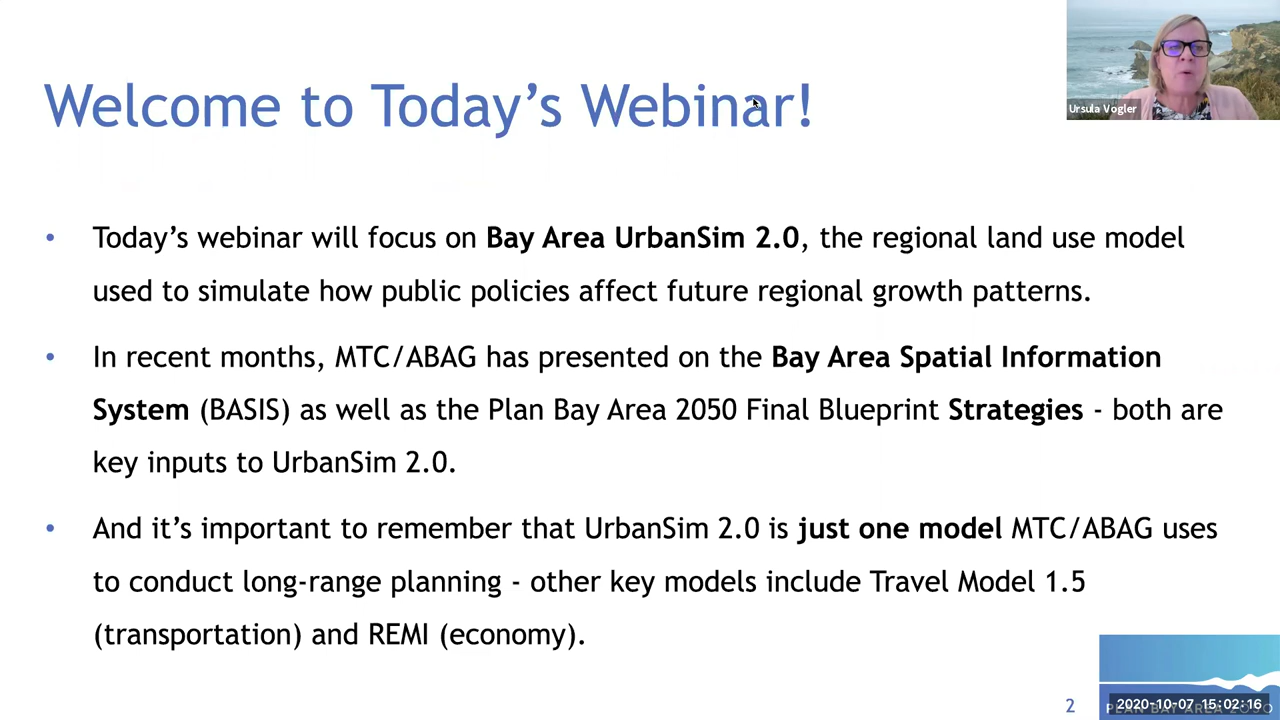 Welcome to Today’s Webinar!
Ursula Vogler
• Today’s webinar will focus on Bay Area UrbanSim 2.0, the regional land use model
used to simulate how public policies affect future regional growth patterns.
• In recent months, MTC/ABAG has presented on the Bay Area Spatial Information
System (BASIS) as well as the Plan Bay Area 2050 Final Blueprint Strategies - both are
key inputs to UrbanSim 2.0.
• And it’s important to remember that UrbanSim 2.0 is just one model MTC/ABAG uses
to conduct long-range planning - other key models include Travel Model 1.5
(transportation) and REMI (economy).
2
PLAN BAY AREA 2050
2020-10-07 15:02:16